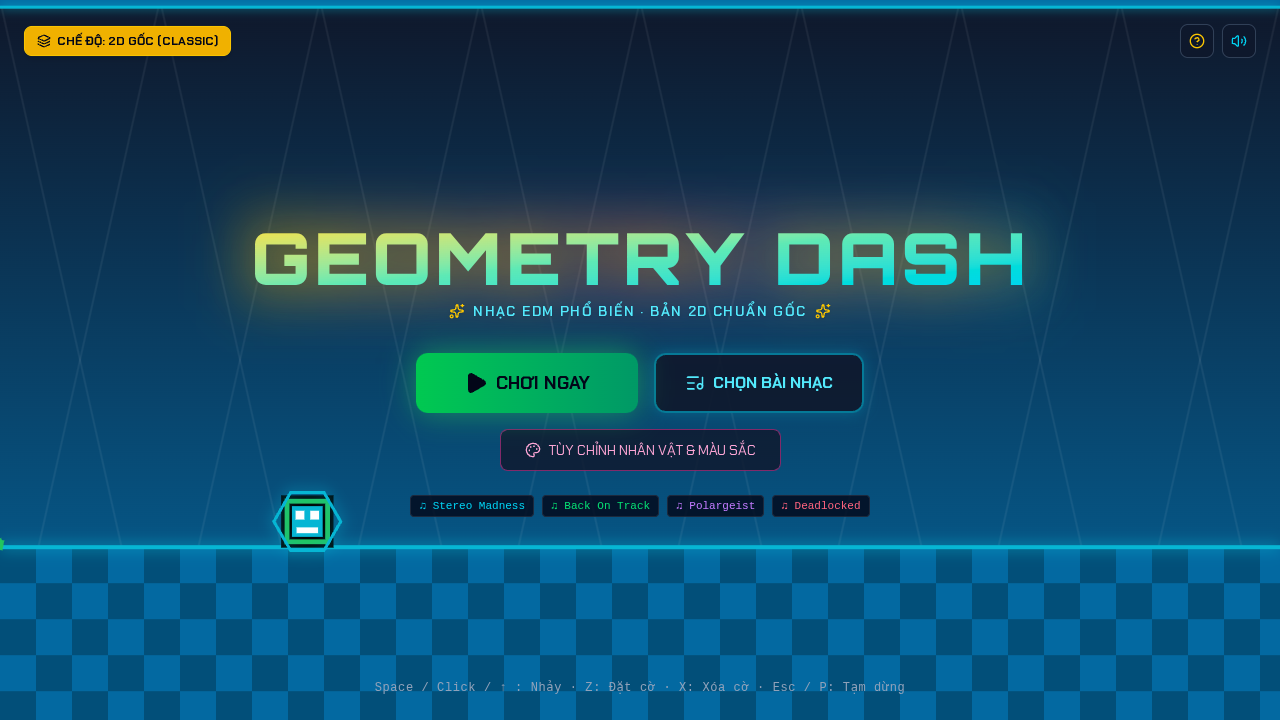 CHẾ ĐỘ: 2D GỐC (CLASSIC)
GEOMETRY DASH
NHẠC EDM PHỔ BIẾN · BẢN 2D CHUẨN GỐC
CHƠI NGAY
CHỌN BÀI NHẠC
TÙY CHỈNH NHÂN VẬT & MÀU SẮC
♫ Stereo Madness
♫ Back On Track
♫ Polargeist
♫ Deadlocked
Space / Click / ↑ : Nhảy · Z: Đặt cờ · X: Xóa cờ · Esc / P: Tạm dừng